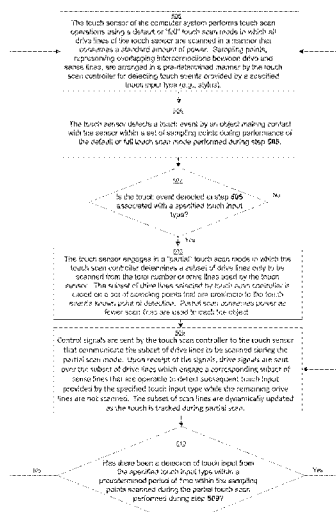 505
The touch sensor of the computer system performs touch scan
operations using a default or "full" touch scan mode in which all
drive lines of the touch sensor are scanned in a manner that
consumes a standard amount of power. Sampling points,
representing overlapping interconnections between drive and
sense lines, are arranged in a pre-determined manner by the touch
scan controller for detecting touch events provided by a specified
touch input type (e.g., stylus).
The touch sensor detects a touch event by an object making contact
with the sensor within a set of sampling points during performance of
the default or full touch scan mode performed during step 505.
507
Is the touch event detected at step 506
associated with a specified touch input
type?
No
Yes
The touch sensor engages in a "partial" touch scan mode in which the
touch scan controller determines a subset of drive lines only to be
scanned from the total number of drive lines used by the touch
sensor. The subset of drive lines selected by touch scan controller is
based on a set of sampling points that are proximate to the touch
event's known point of detection. Partial scan consumes power as
fewer scan lines are used to track the object
Control signals are sent by the touch scan controller to the touch sensor
that communicate the subset of drive lines to be scanned during the
partial scan mode. Upon receipt of the signals, drive signals are sent
over the subset of drive lines which engage a corresponding subset of
sense lines that are operable to detect subsequent touch input
provided by the specified touch input type while the remaining drive
lines are not scanned. The subset of scan lines are dynamically updated
as the touch is tracked during partial scan.
Has there been a detection of touch input from
the specified touch input type within a
predetermined period of time within the sampling
points scanned during the partial touch scan
performed during step 509?
No
Yes